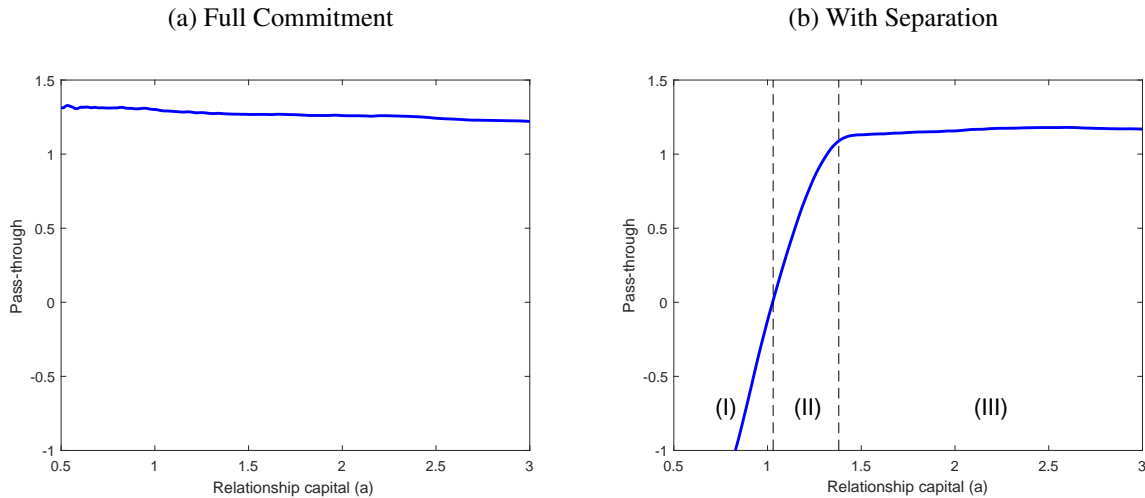 (a) Full Commitment
1.5
1
0.5
0
-0.5
-1
Pass-through
0.5 1 1.5 2 2.5 3
Relationship capital (a)
(b) With Separation
1.5
1
0.5
0
-0.5
-1
Pass-through
(I) (II) (III)
0.5 1 1.5 2 2.5 3
Relationship capital (a)